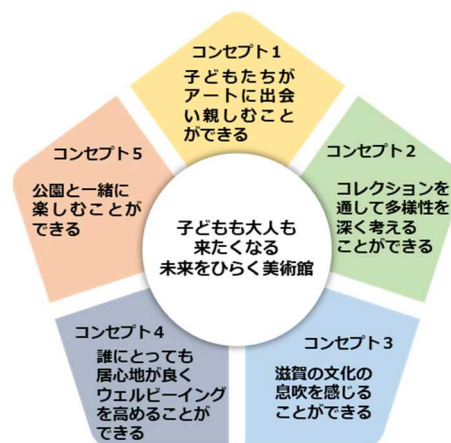 コンセプト1
子どもたちが
アートに出会
い親しむこと
ができる
コンセプト2
コレクションを
通して多様性を
深く考える
ことができる
コンセプト3
滋賀の文化の
息吹を感じる
ことができる
コンセプト4
誰にとっても
居心地が良く
ウェルビーイング
を高めることが
できる
コンセプト5
公園と一緒に
楽しむことが
できる
子どもも大人も
来たくなる
未来をひらく美術館